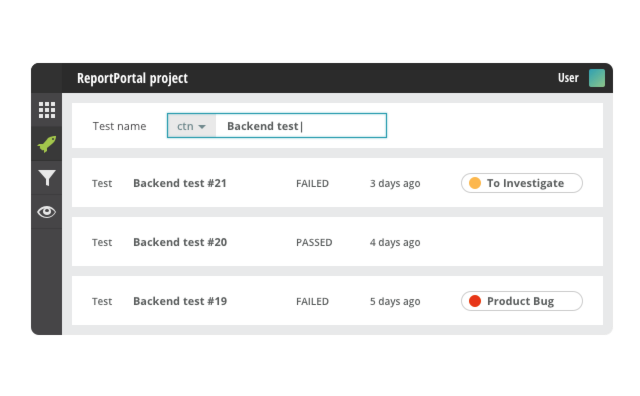 ReportPortal project User
Test name ctn Backend test
Test Backend test #21 FAILED 3 days ago To Investigate
Test Backend test #20 PASSED 4 days ago
Test Backend test #19 FAILED 5 days ago Product Bug